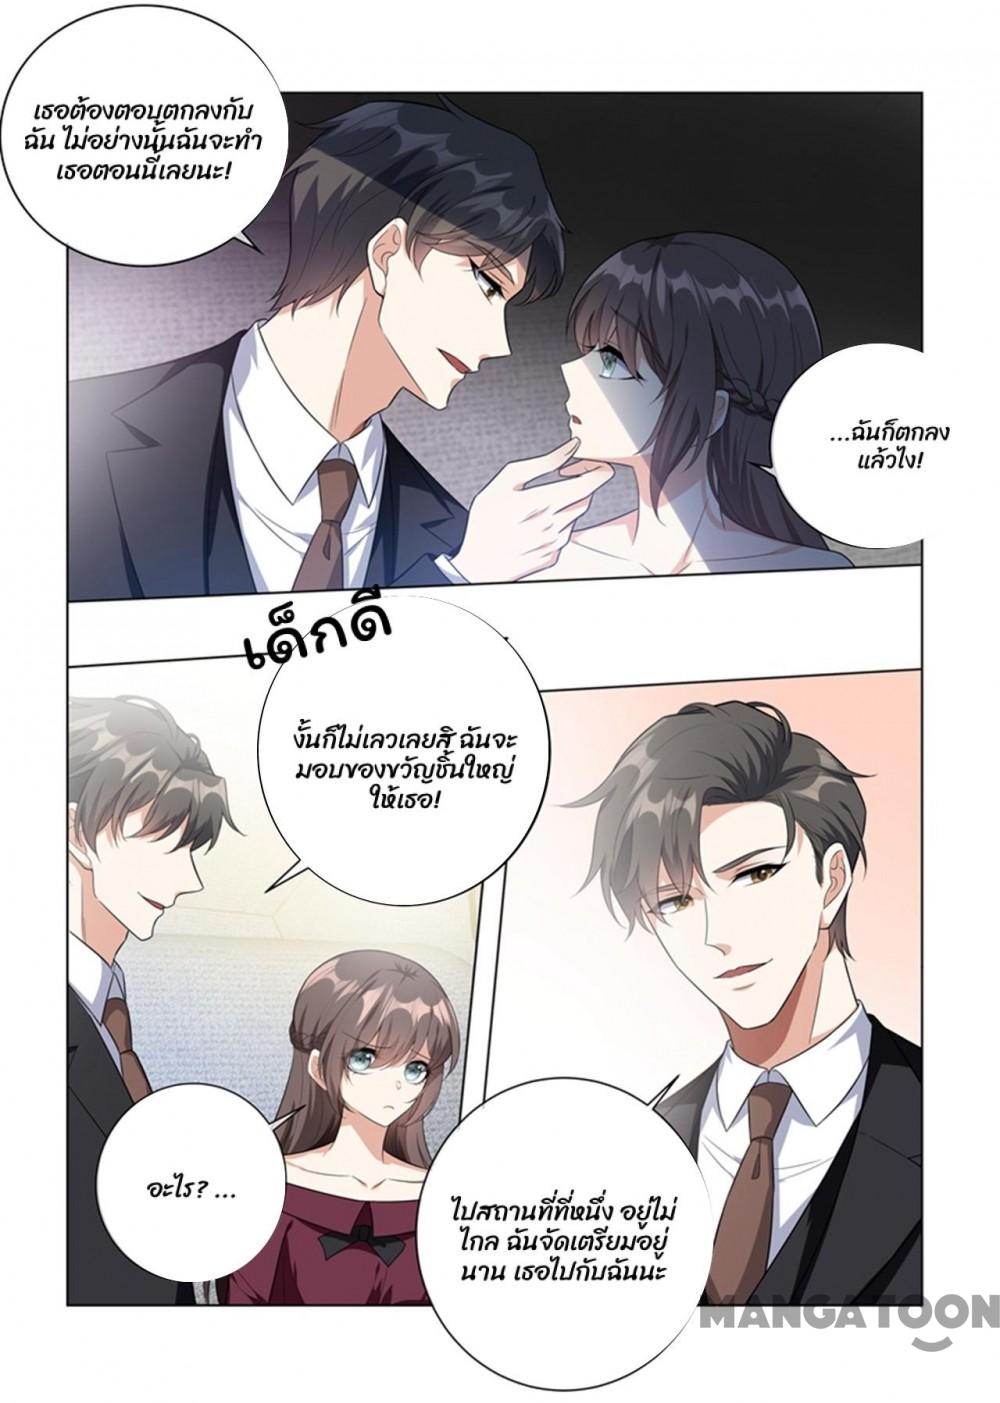 เธอต้องตอบตกลงกับ
ฉัน ไม่อย่างนั้นฉันจะทำ
เธอตอนนี้เลยนะ!
...ฉันก็ตกลง
แล้วไง!
เด็กดี
งั้นก็ไม่เลวเลยสิ ฉันจะ
มอบของขวัญชิ้นใหญ่
ให้เธอ!
อะไร? ...
ไปสถานที่ที่หนึ่ง อยู่ไม่
ไกล ฉันจัดเตรียมอยู่
นาน เธอไปกับฉันนะ
MANGATOON